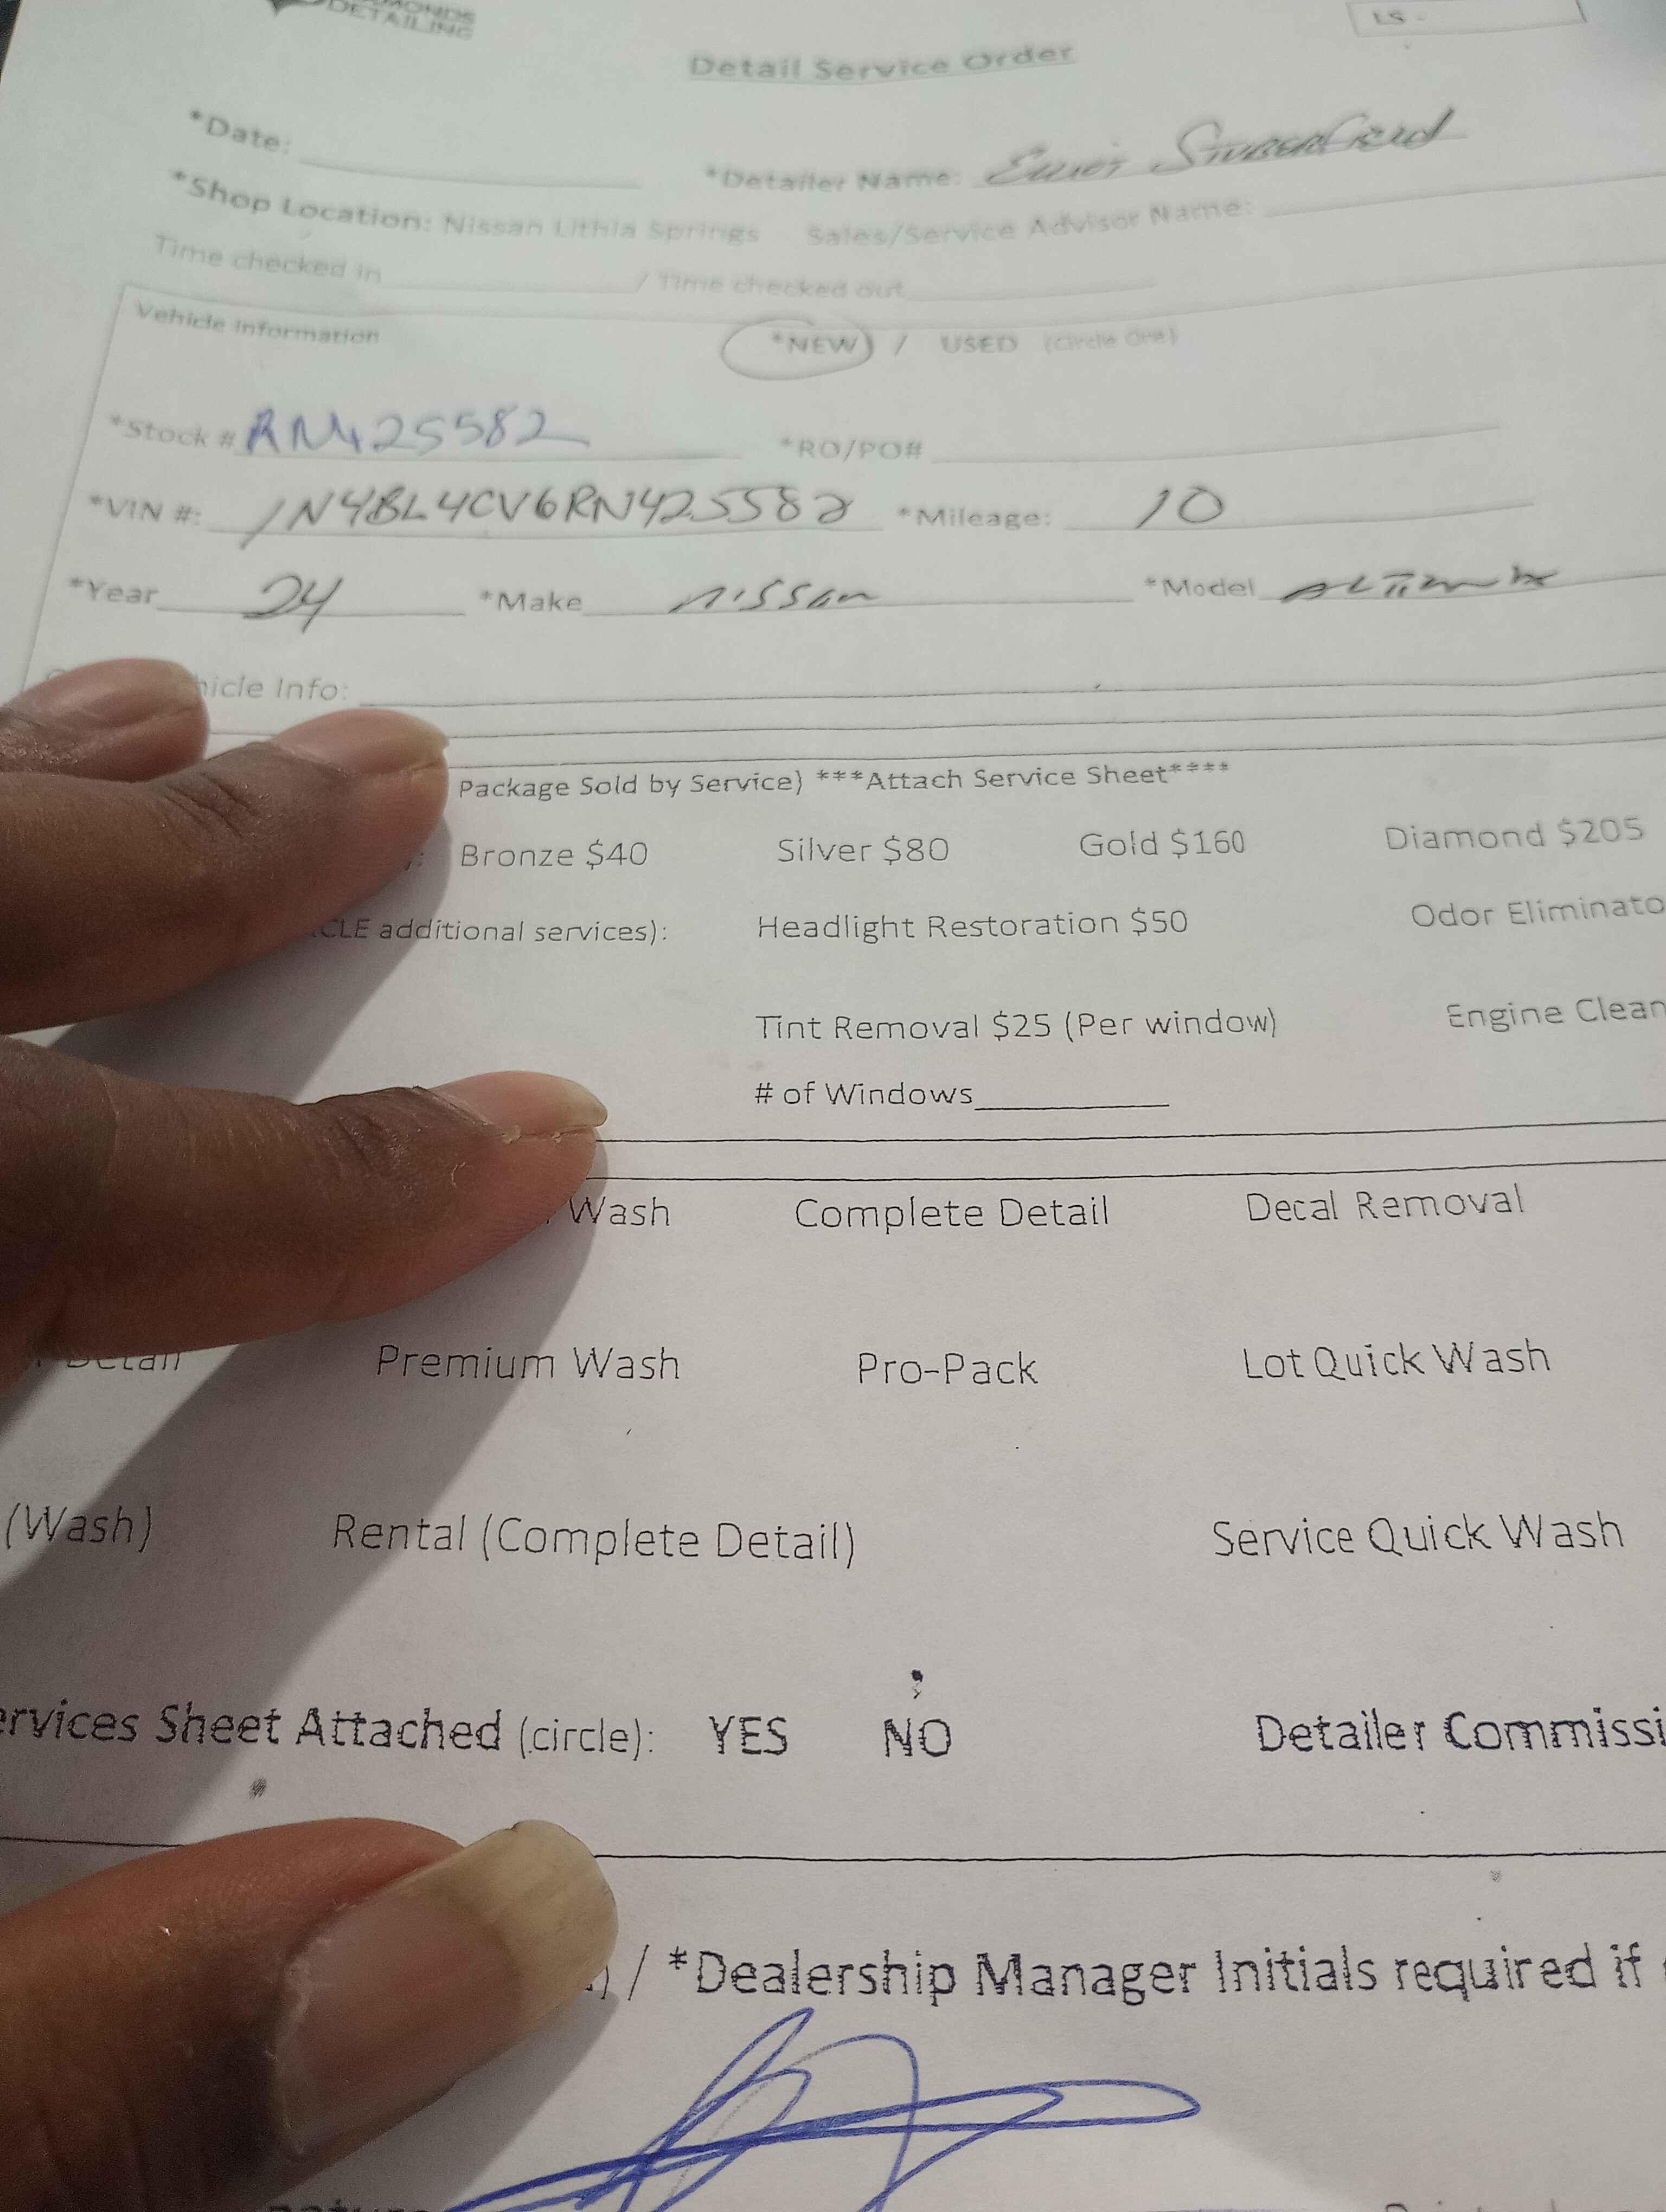 DETAILING
LS -
Detail Service Order
*Date:
*Detailer Name:
*Shop Location: Nissan Lithia Springs Sales/Service Advisor Name:
Time checked in / Time checked out
Vehicle Information *NEW / USED (Circle One)
*Stock # RN425582 *RO/PO#
*VIN #: 1N4BL4CV6RN425582 *Mileage: 10
*Year 24 *Make Nissan *Model Altima
hicle Info:
Package Sold by Service) ***Attach Service Sheet****
: Bronze $40 Silver $80 Gold $160 Diamond $205
CLE additional services): Headlight Restoration $50 Odor Eliminato
Tint Removal $25 (Per window) Engine Clean
# of Windows
Wash Complete Detail Decal Removal
Detail Premium Wash Pro-Pack Lot Quick Wash
(Wash) Rental (Complete Detail) Service Quick Wash
ervices Sheet Attached (circle): YES NO Detailer Commissi
) / *Dealership Manager Initials required if